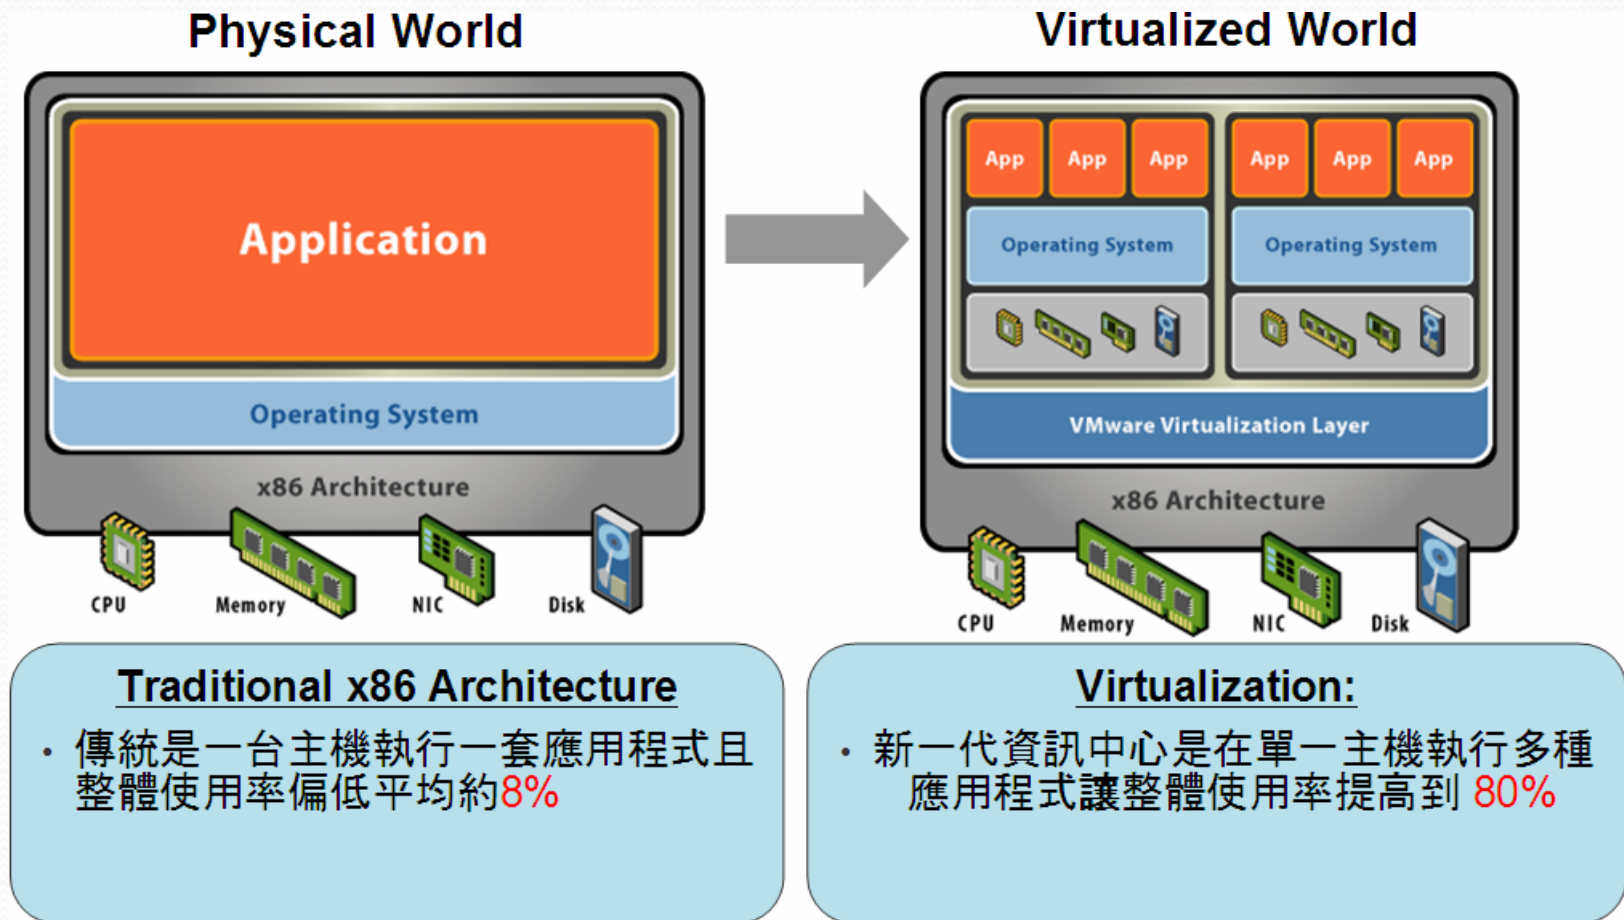 Physical World
Application
Operating System
x86 Architecture
CPU
Memory
NIC
Disk
Virtualized World
App App App App App App
Operating System Operating System
VMware Virtualization Layer
x86 Architecture
CPU
Memory
NIC
Disk
Traditional x86 Architecture
• 傳統是一台主機執行一套應用程式且
整體使用率偏低平均約8%
Virtualization:
• 新一代資訊中心是在單一主機執行多種
應用程式讓整體使用率提高到 80%